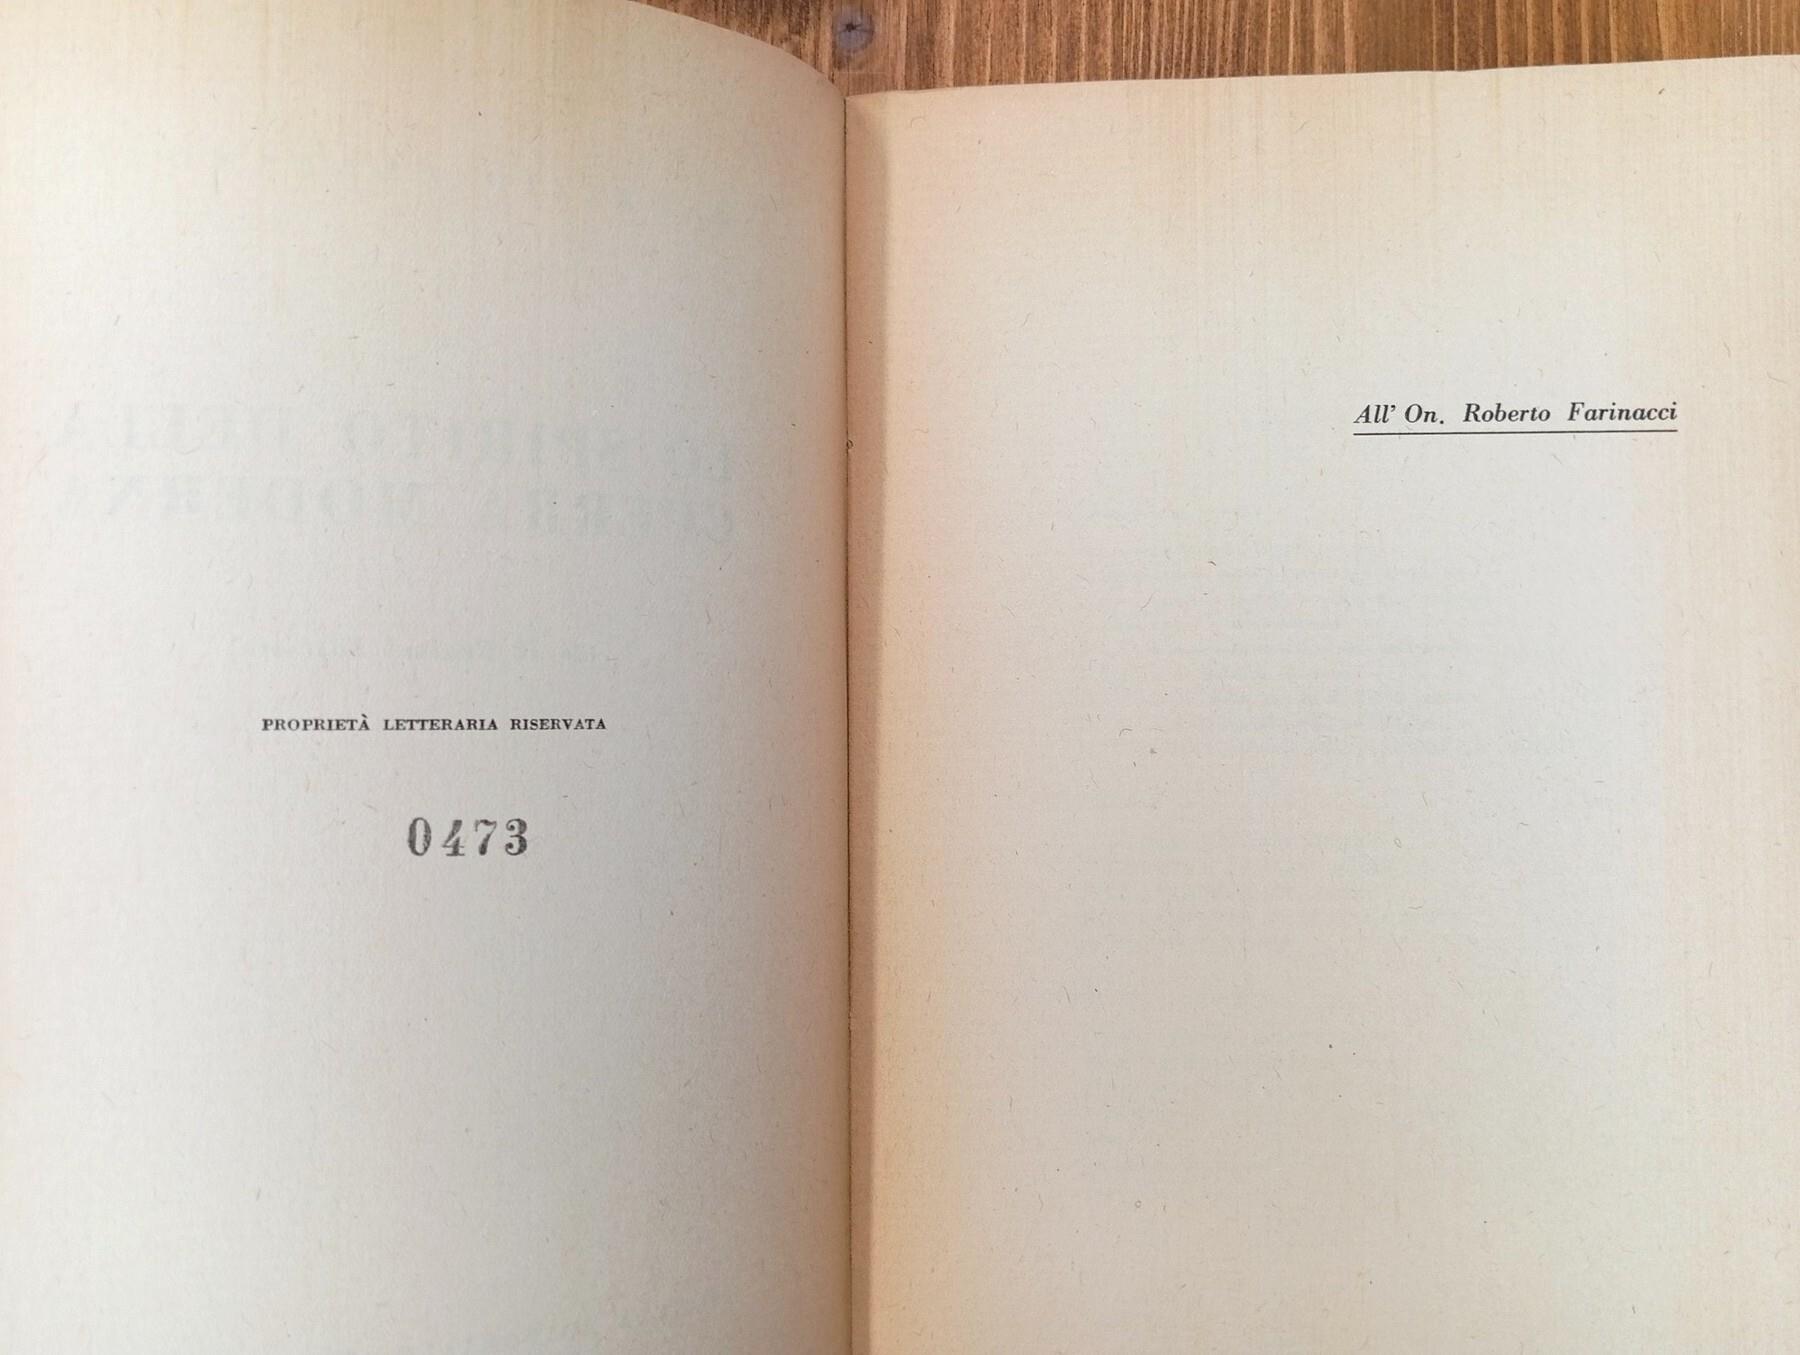 PROPRIETÀ LETTERARIA RISERVATA
0473
All' On. Roberto Farinacci